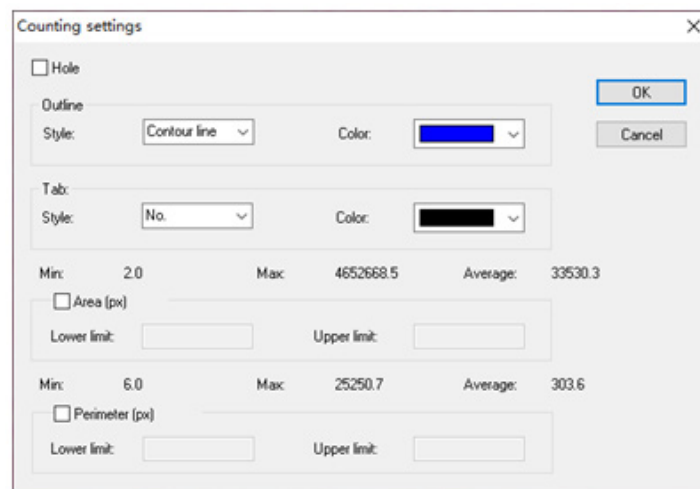 Counting settings
Hole
OK
Outline
Style: Contour line Color:
Cancel
Tab:
Style: No. Color:
Min: 2.0 Max: 4652668.5 Average: 33530.3
Area (px)
Lower limit: Upper limit:
Min: 6.0 Max: 25250.7 Average: 303.6
Perimeter (px)
Lower limit: Upper limit: